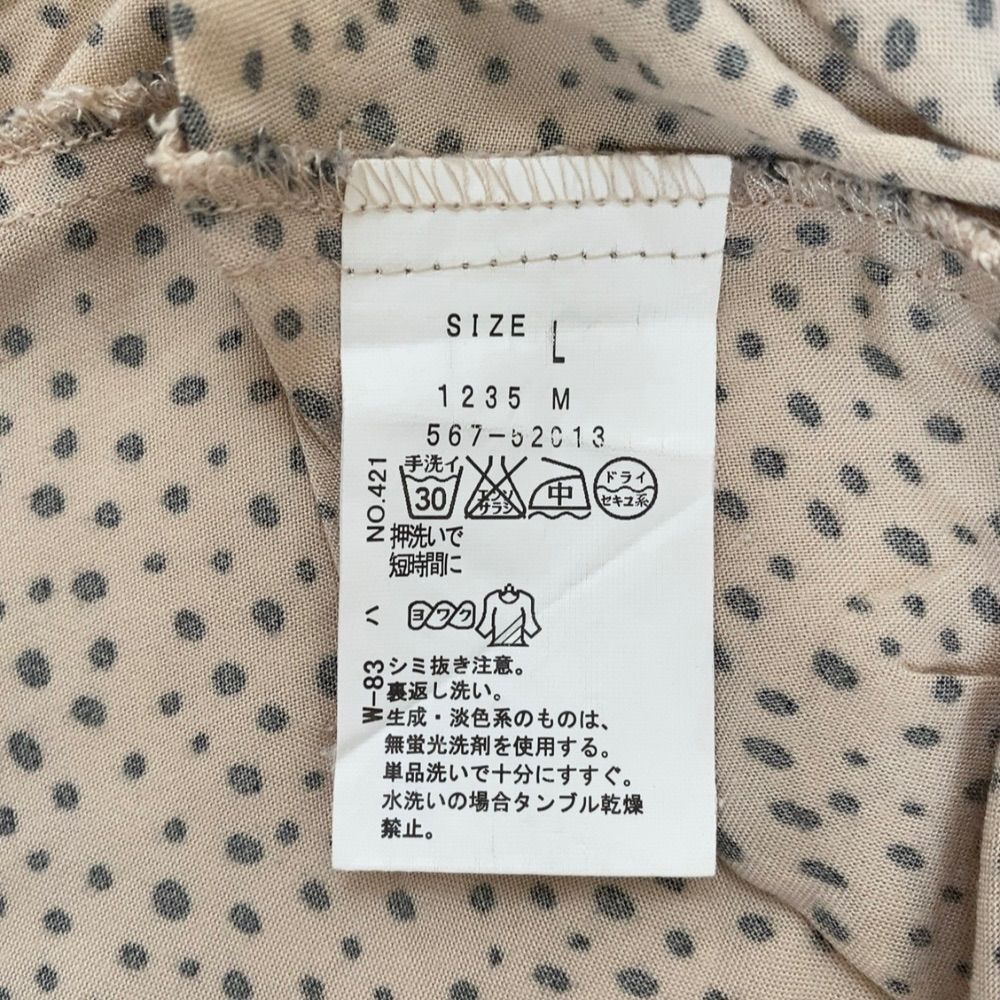 SIZE L
1235 M
567-52013
手洗イ
30
エンソ
サラシ
中
ドライ
セキユ系
押洗いで
短時間に
ヨワク
シミ抜き注意。
裏返し洗い。
生成・淡色系のものは、
無蛍光洗剤を使用する。
単品洗いで十分にすすぐ。
水洗いの場合タンブル乾燥
禁止。
NO.421
ハ
W-83